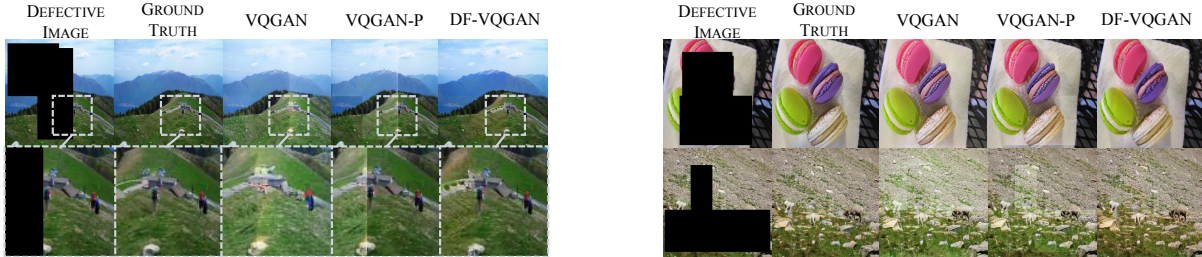 DEFECTIVE IMAGE
GROUND TRUTH
VQGAN
VQGAN-P
DF-VQGAN
DEFECTIVE IMAGE
GROUND TRUTH
VQGAN
VQGAN-P
DF-VQGAN